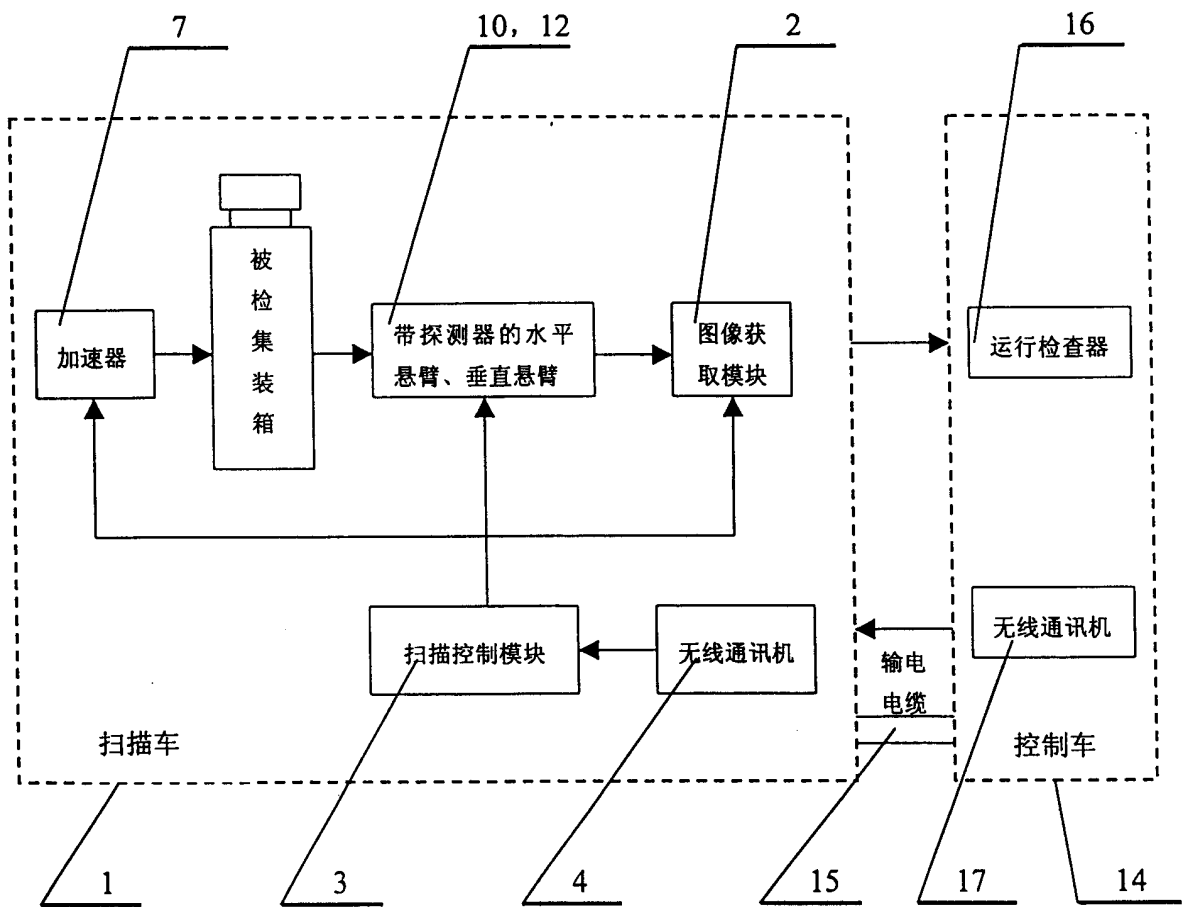 7
10，12
2
16
被
检
集
装
箱
加速器
带探测器的水平
悬臂、垂直悬臂
图像获
取模块
运行检查器
扫描控制模块
无线通讯机
无线通讯机
输电
电缆
扫描车
控制车
1
3
4
15
17
14